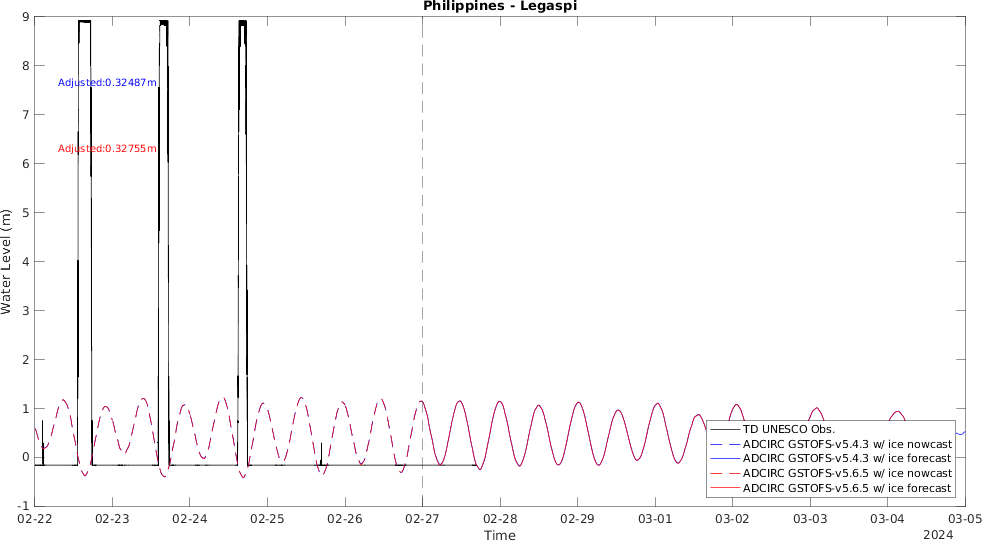 Philippines - Legaspi
9
8
7
6
5
4
3
2
1
0
-1
Water Level (m)
Adjusted:0.32487m
Adjusted:0.32755m
TD UNESCO Obs.
ADCIRC GSTOFS-v5.4.3 w/ ice nowcast
ADCIRC GSTOFS-v5.4.3 w/ ice forecast
ADCIRC GSTOFS-v5.6.5 w/ ice nowcast
ADCIRC GSTOFS-v5.6.5 w/ ice forecast
02-22 02-23 02-24 02-25 02-26 02-27 02-28 02-29 03-01 03-02 03-03 03-04 03-05
Time
2024